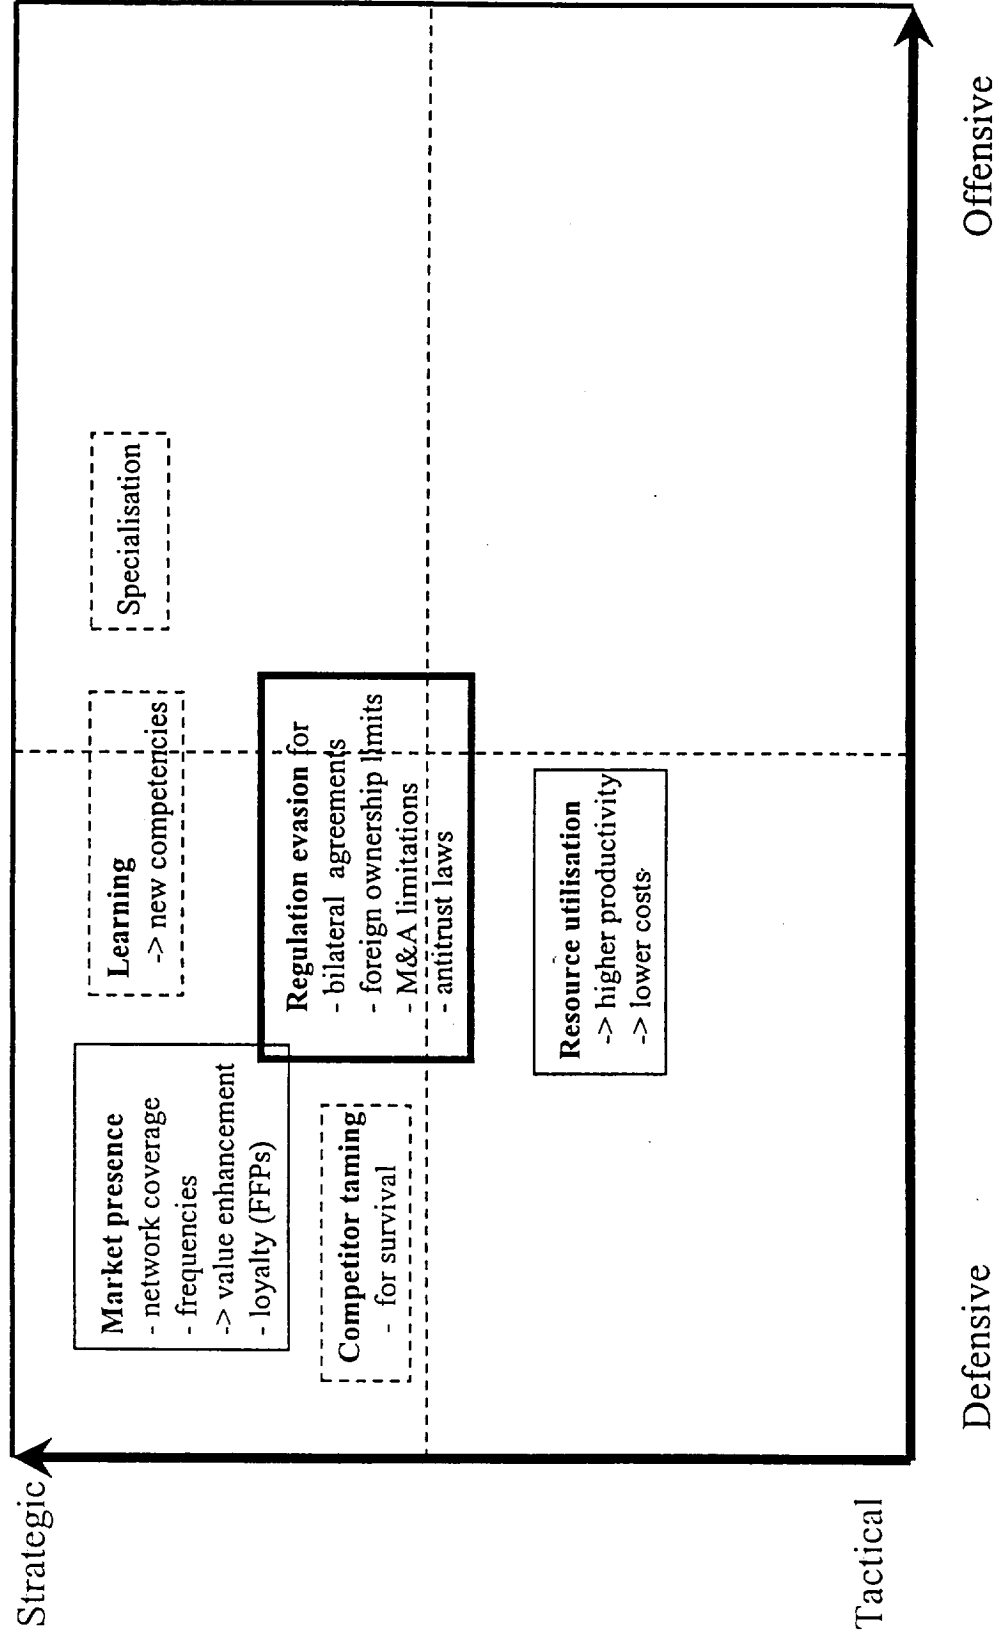 Strategic
Market presence
- network coverage
- frequencies
-> value enhancement
- loyalty (FFPs)
Learning
-> new competencies
Specialisation
Competitor taming
- for survival
Regulation evasion for
- bilateral agreements
- foreign ownership limits
- M&A limitations
- antitrust laws
Resource utilisation
-> higher productivity
-> lower costs
Tactical
Defensive
Offensive